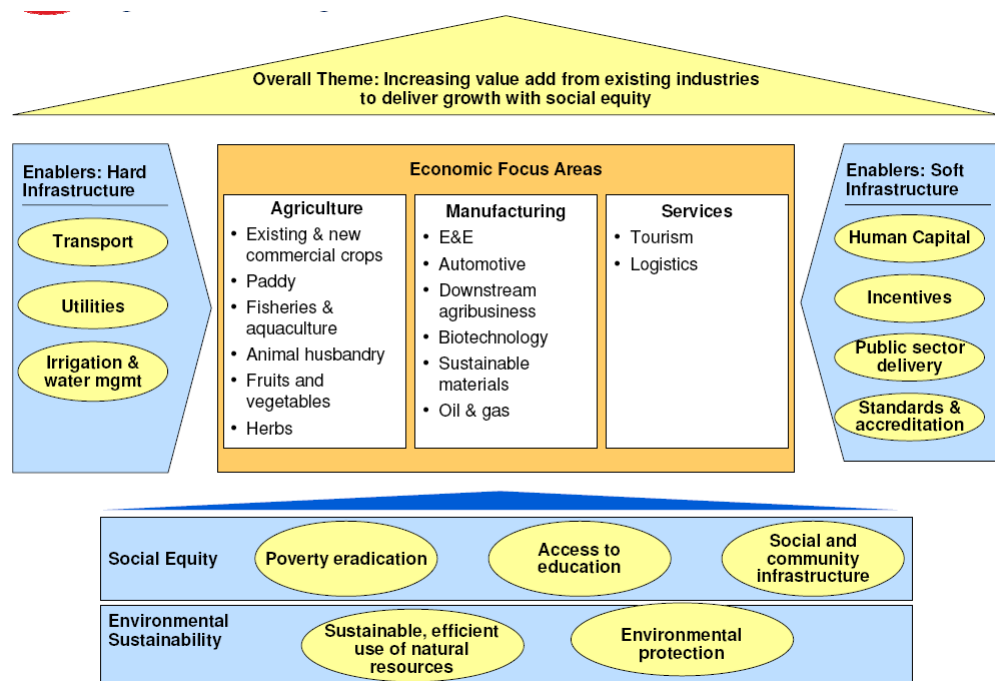 Overall Theme: Increasing value add from existing industries
to deliver growth with social equity
Enablers: Hard
Infrastructure
Transport
Utilities
Irrigation &
water mgmt
Economic Focus Areas
Agriculture
• Existing & new
commercial crops
• Paddy
• Fisheries &
aquaculture
• Animal husbandry
• Fruits and
vegetables
• Herbs
Manufacturing
• E&E
• Automotive
• Downstream
agribusiness
• Biotechnology
• Sustainable
materials
• Oil & gas
Services
• Tourism
• Logistics
Enablers: Soft
Infrastructure
Human Capital
Incentives
Public sector
delivery
Standards &
accreditation
Social Equity
Poverty eradication
Access to
education
Social and
community
infrastructure
Environmental
Sustainability
Sustainable, efficient
use of natural
resources
Environmental
protection